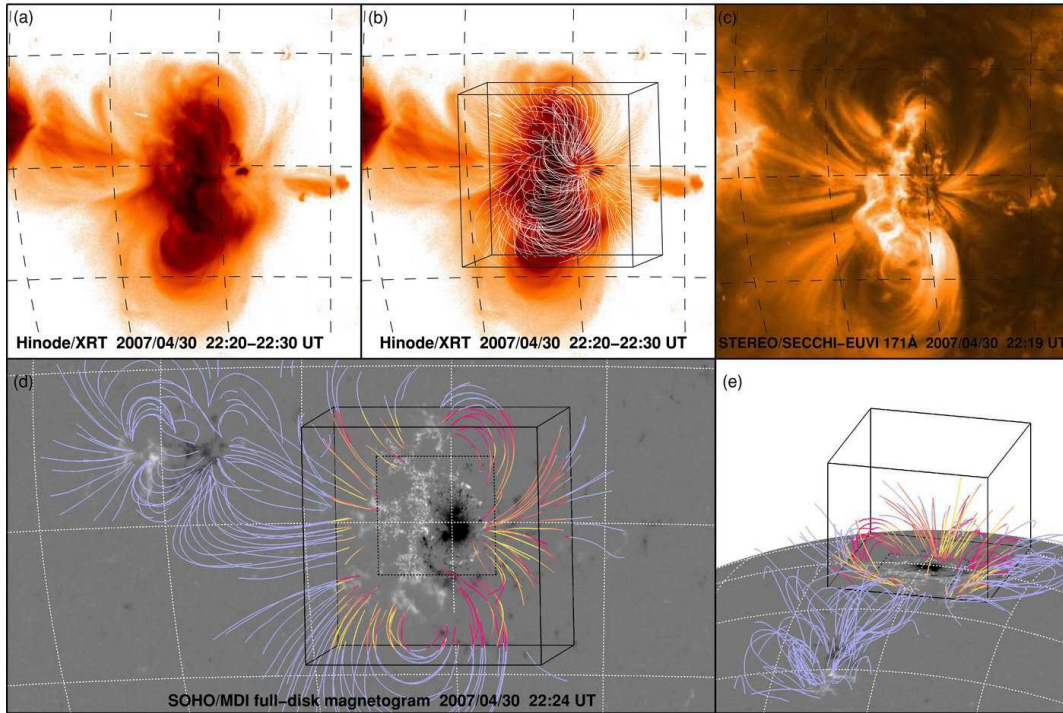 (a)
(b)
(c)
Hinode/XRT 2007/04/30 22:20−22:30 UT
Hinode/XRT 2007/04/30 22:20−22:30 UT
STEREO/SECCHI−EUVI 171Å 2007/04/30 22:19 UT
(d)
(e)
SOHO/MDI full−disk magnetogram 2007/04/30 22:24 UT